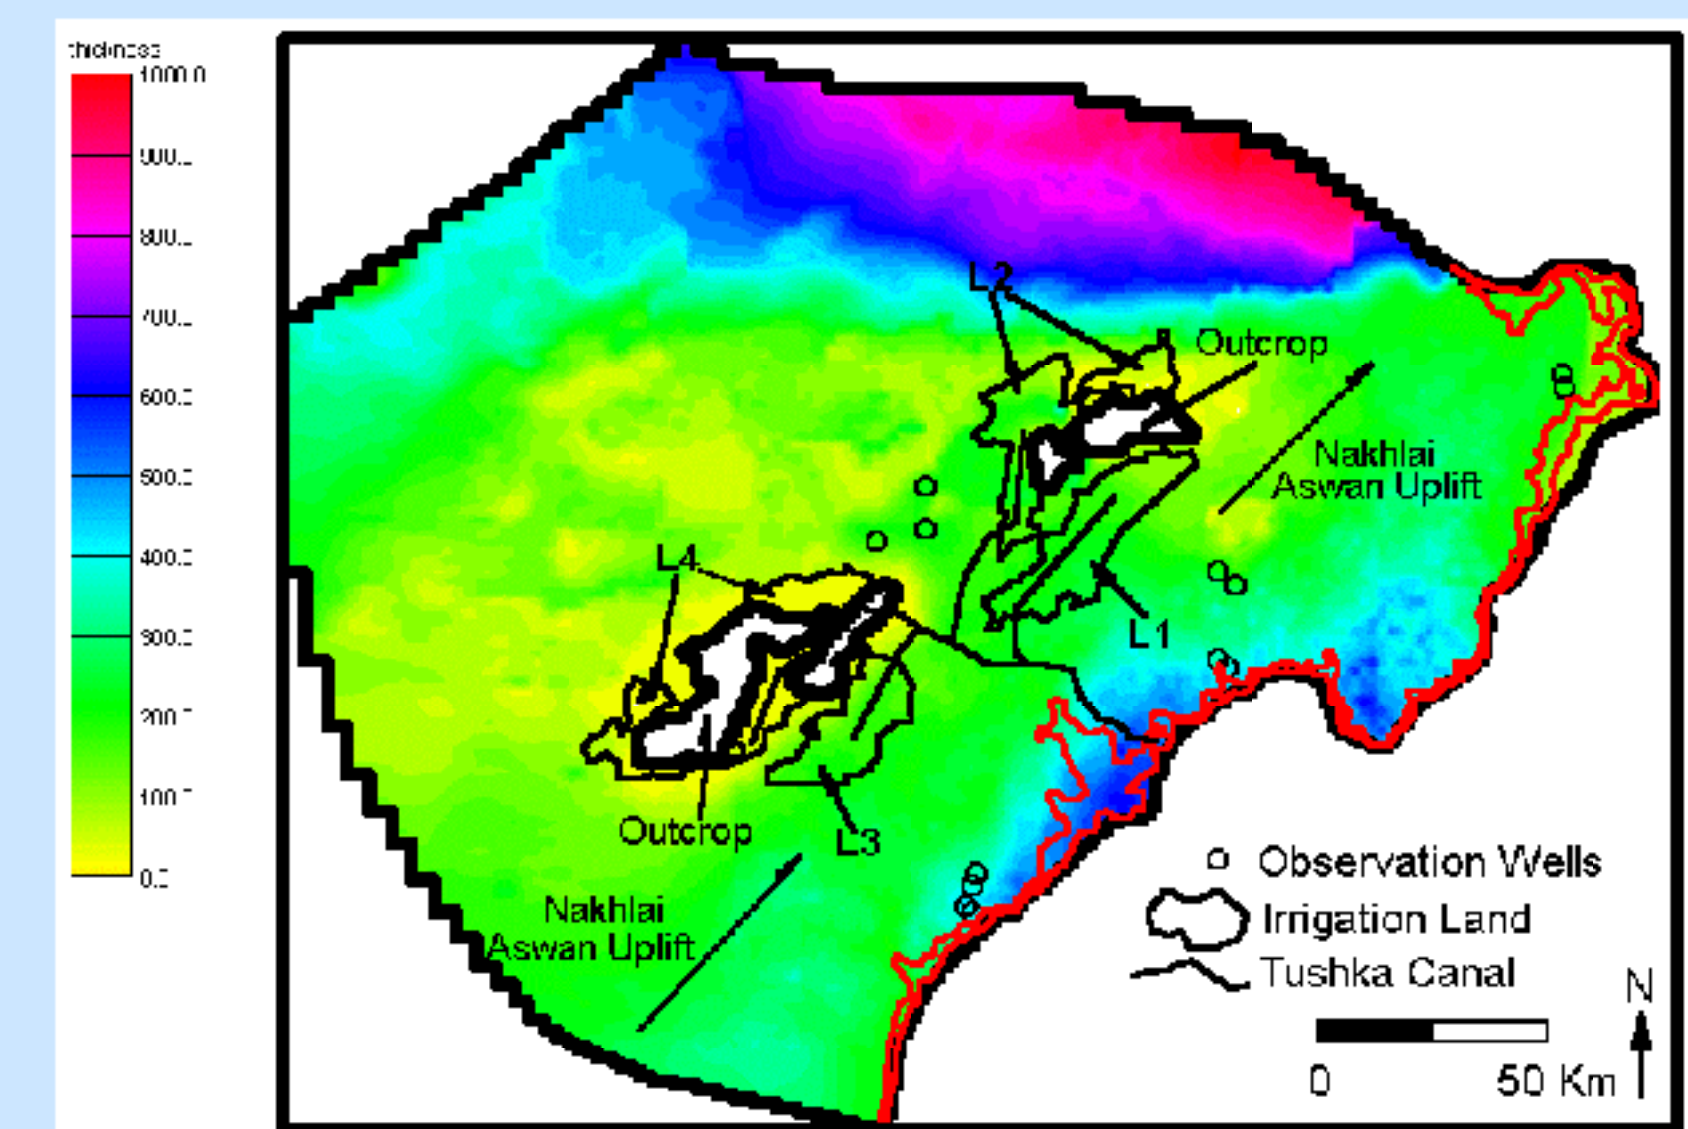 thickness
1000.0
900.
800.
700.
600.
500.
400.
300.
200.
100.
0.
L2
Outcrop
Nakhlai
Aswan Uplift
L4
L1
Outcrop
L3
Nakhlai
Aswan Uplift
Observation Wells
Irrigation Land
Tushka Canal
N
0 50 Km